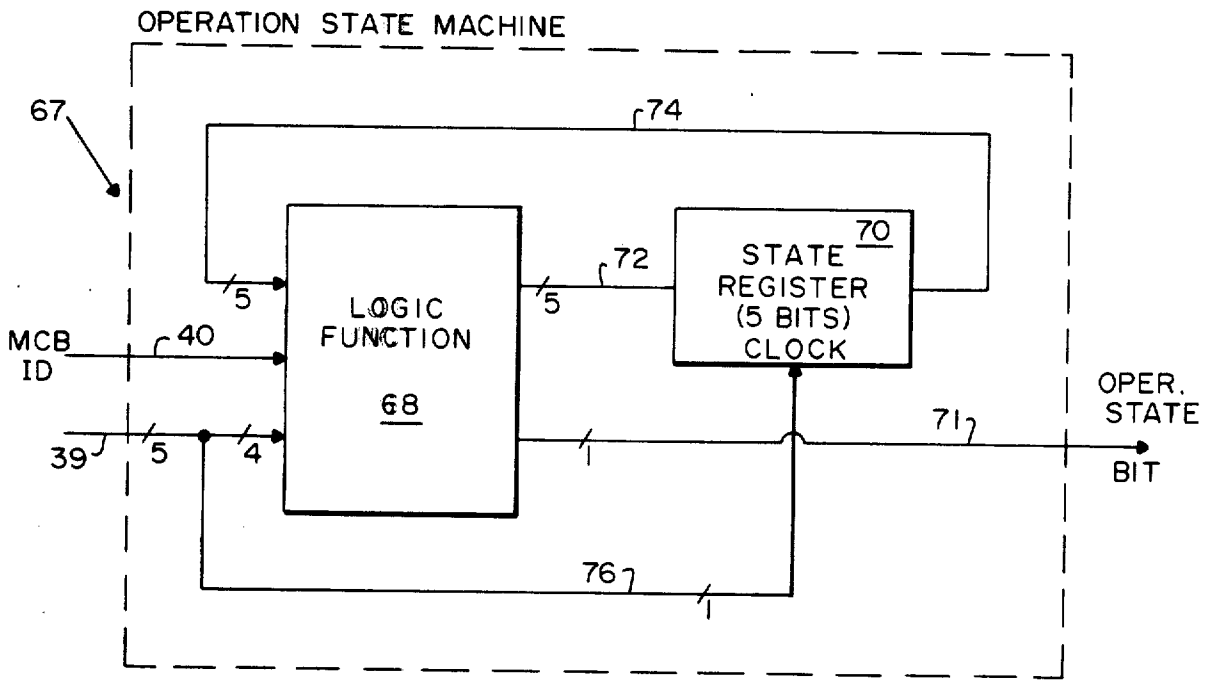 OPERATION STATE MACHINE
67
74
5
72
5
70
STATE
REGISTER
(5 BITS)
CLOCK
LOGIC
FUNCTION
68
MCB
ID
40
39
5
4
1
71
OPER.
STATE
BIT
76
1